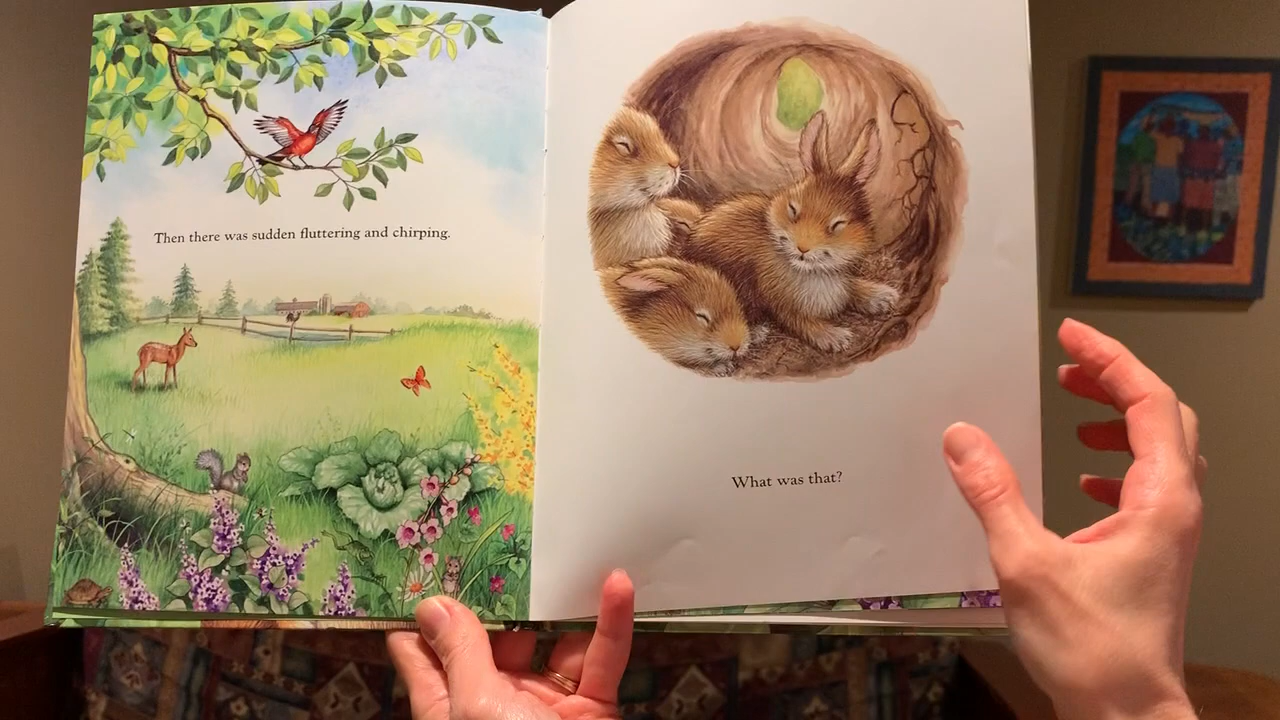 Then there was sudden fluttering and chirping.
What was that?